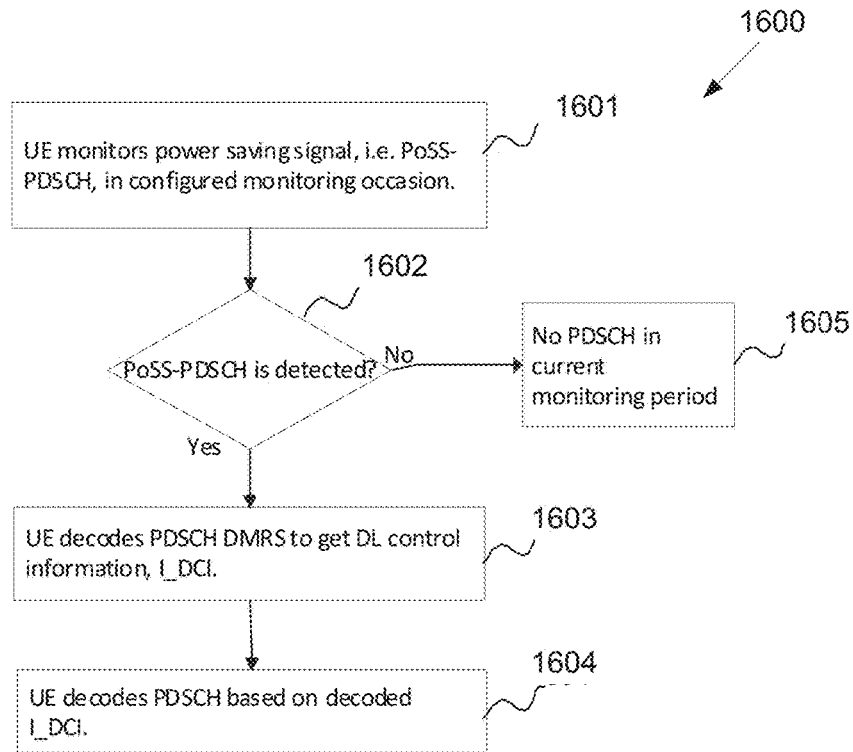 1600
1601
UE monitors power saving signal, i.e. PoSS-
PDSCH, in configured monitoring occasion.
1602
PoSS-PDSCH is detected?
No
Yes
1605
No PDSCH in
current
monitoring period
1603
UE decodes PDSCH DMRS to get DL control
information, I_DCI.
1604
UE decodes PDSCH based on decoded
I_DCI.